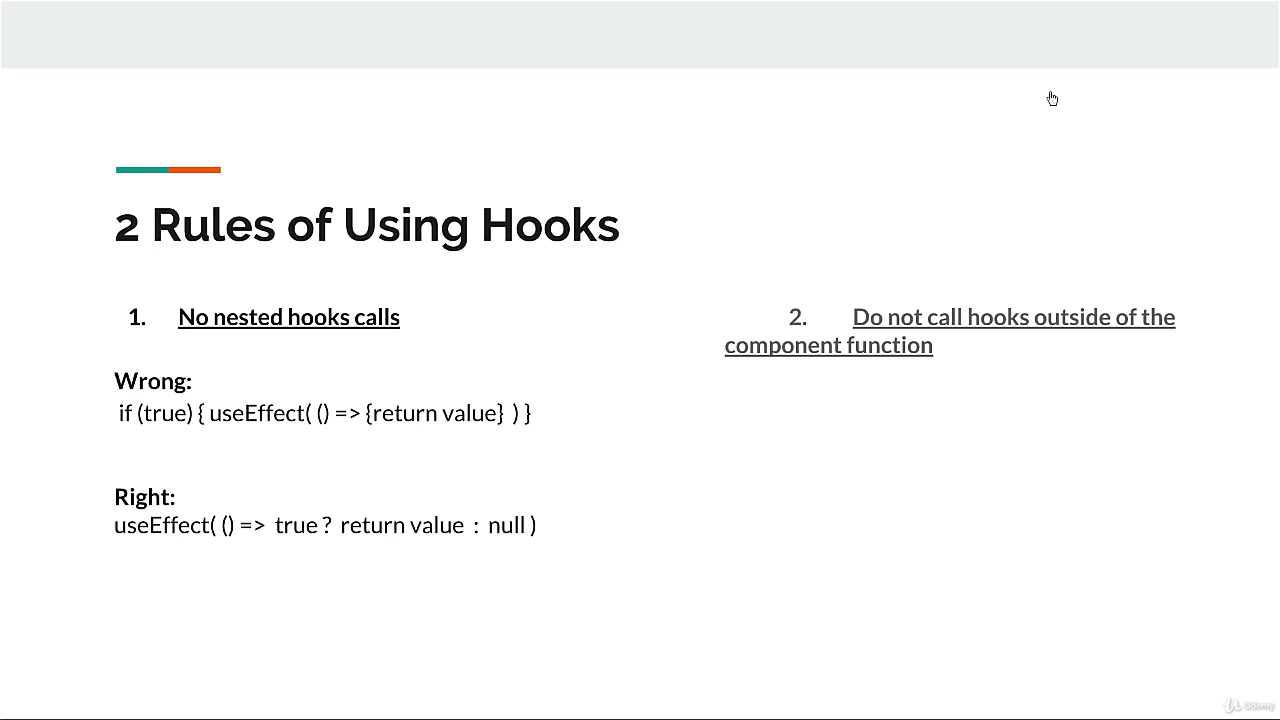 2 Rules of Using Hooks
1. No nested hooks calls
Wrong:
if (true) { useEffect( () => {return value} ) }
Right:
useEffect( () => true ? return value : null )
2. Do not call hooks outside of the
component function
Udemy